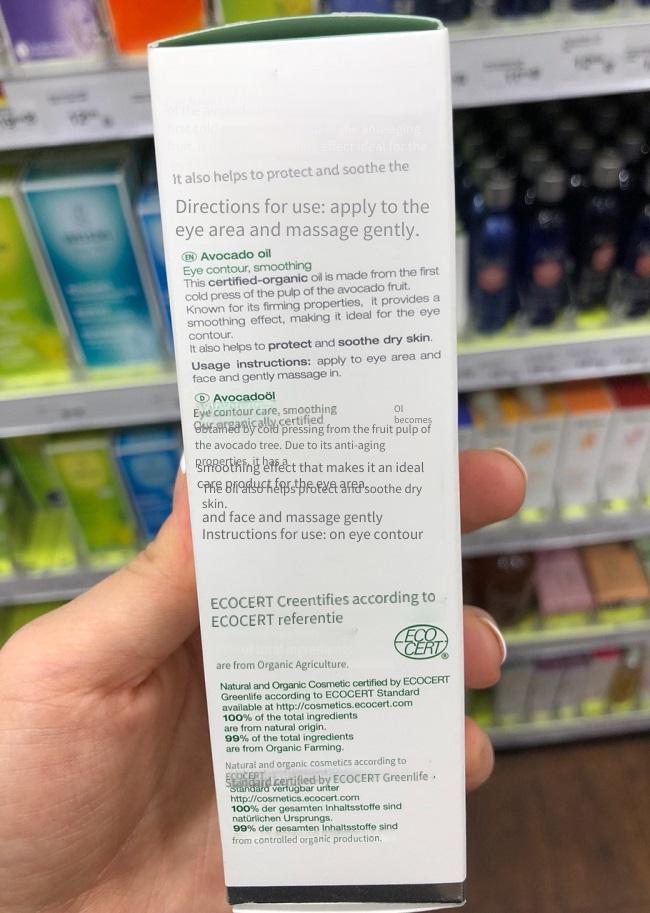 It also helps to protect and soothe the
Directions for use: apply to the
eye area and massage gently.
EN Avocado oil
Eye contour, smoothing
This certified-organic oil is made from the first
cold press of the pulp of the avocado fruit.
Known for its firming properties, it provides a
smoothing effect, making it ideal for the eye
contour.
It also helps to protect and soothe dry skin.
Usage instructions: apply to eye area and
face and gently massage in.
D Avocadoöl
Eye contour care, smoothing
Ol
becomes
Our organically certified
obtained by cold pressing from the fruit pulp of
the avocado tree. Due to its anti-aging
properties, it has a
smoothing effect that makes it an ideal
care product for the eye area.
The oil also helps protect and soothe dry
skin.
and face and massage gently
Instructions for use: on eye contour
ECOCERT Creentifies according to
ECOCERT referentie
ECO
CERT
®
are from Organic Agriculture.
Natural and Organic Cosmetic certified by ECOCERT
Greenlife according to ECOCERT Standard
available at http://cosmetics.ecocert.com
100% of the total ingredients
are from natural origin.
99% of the total ingredients
are from Organic Farming.
Natural and organic cosmetics according to
ECOCERT
Standard certified by ECOCERT Greenlife
Standard verfügbar unter
http://cosmetics.ecocert.com
100% der gesamten Inhaltsstoffe sind
natürlichen Ursprungs.
99% der gesamten Inhaltsstoffe sind
from controlled organic production.